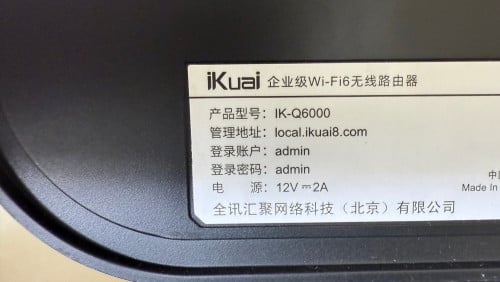 iKuai 企业级Wi-Fi6无线路由器
产品型号: IK-Q6000
管理地址: local.ikuai8.com
登录账户: admin
登录密码: admin
电 源: 12V⎓2A
中
Made In
全讯汇聚网络科技(北京)有限公司